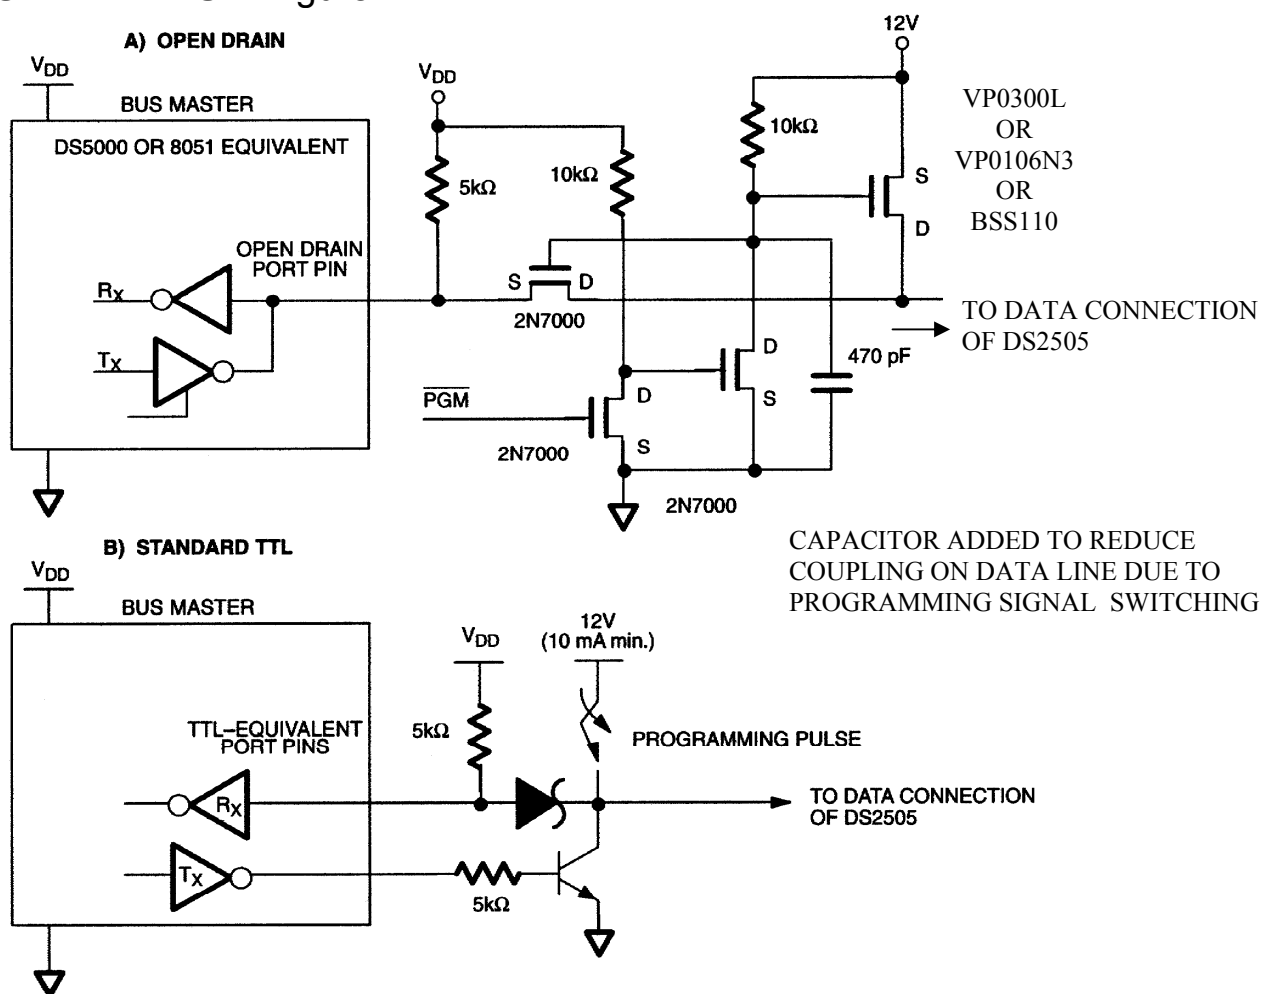 A) OPEN DRAIN
12V
VDD
BUS MASTER
DS5000 OR 8051 EQUIVALENT
OPEN DRAIN
PORT PIN
RX
TX
VDD
5kΩ
10kΩ
10kΩ
S
D
VP0300L
OR
VP0106N3
OR
BSS110
S D
2N7000
TO DATA CONNECTION
OF DS2505
D
S
470 pF
PGM
D
S
2N7000
2N7000
CAPACITOR ADDED TO REDUCE
COUPLING ON DATA LINE DUE TO
PROGRAMMING SIGNAL SWITCHING
B) STANDARD TTL
VDD
BUS MASTER
TTL–EQUIVALENT
PORT PINS
RX
TX
VDD
5kΩ
12V
(10 mA min.)
PROGRAMMING PULSE
TO DATA CONNECTION
OF DS2505
5kΩ